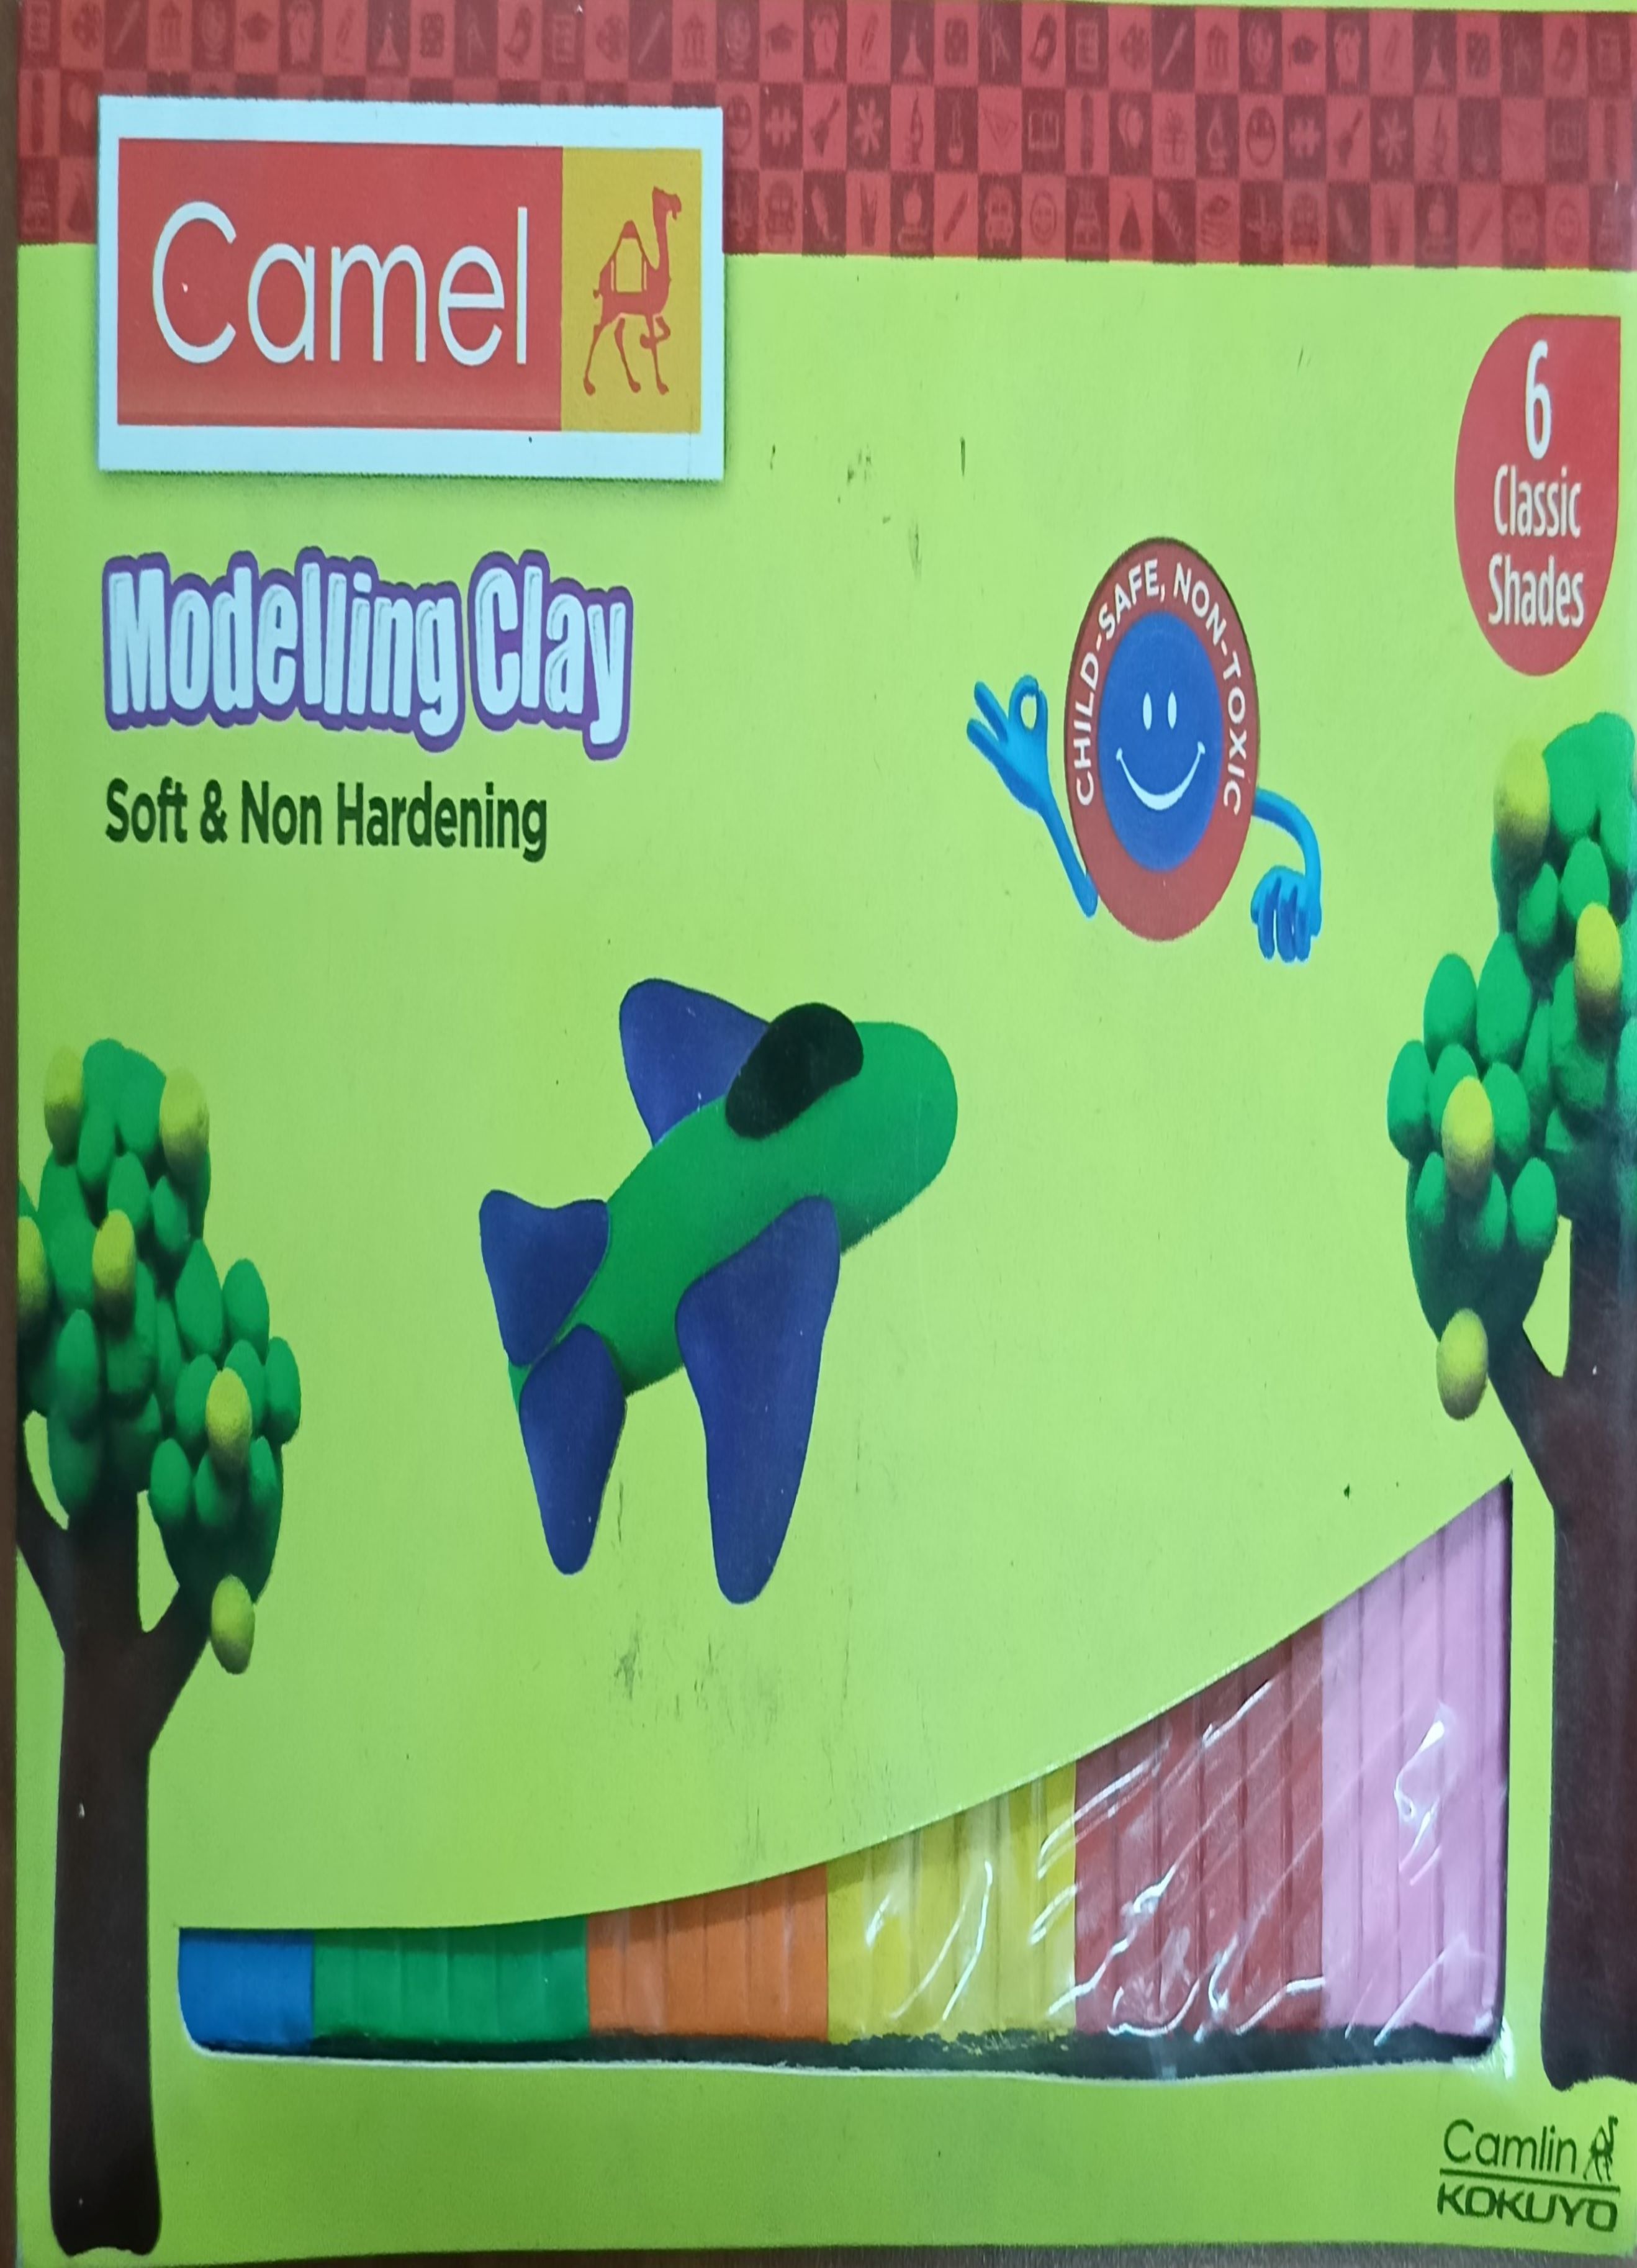 Camel
6
Classic
Shades
Modelling Clay
Soft & Non Hardening
CHILD-SAFE, NON-TOXIC
Camlin
KOKUYO